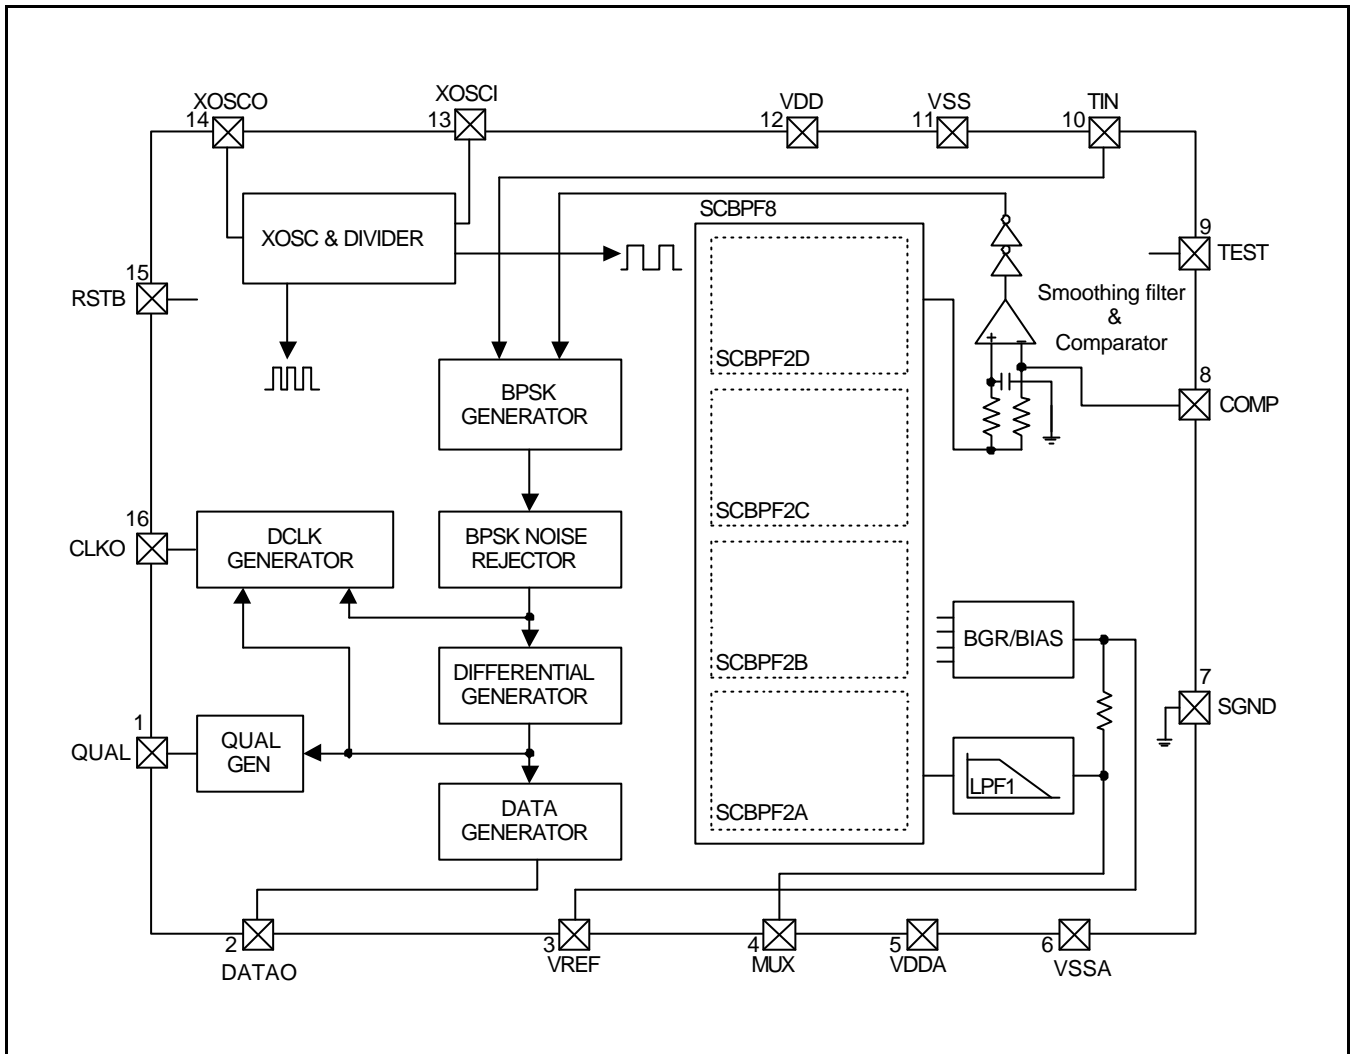 XOSCO
14
XOSCI
13
VDD
12
VSS
11
TIN
10
SCBPF8
XOSC & DIVIDER
9
TEST
15
RSTB
Smoothing filter
&
Comparator
SCBPF2D
+
−
BPSK
GENERATOR
8
COMP
SCBPF2C
16
CLKO
DCLK
GENERATOR
BPSK NOISE
REJECTOR
BGR/BIAS
SCBPF2B
DIFFERENTIAL
GENERATOR
7
SGND
1
QUAL
QUAL
GEN
LPF1
DATA
GENERATOR
SCBPF2A
2
DATAO
3
VREF
4
MUX
5
VDDA
6
VSSA